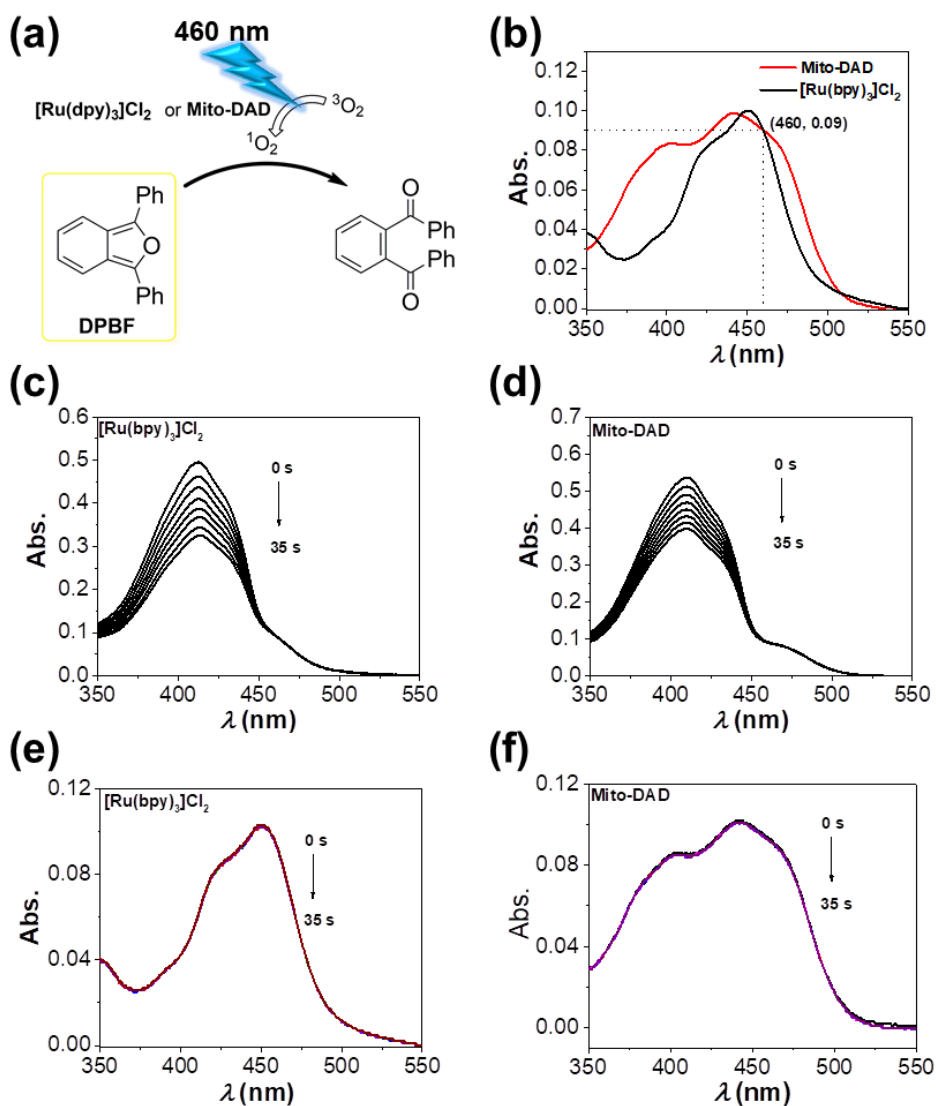 (a)
460 nm
[Ru(dpy)₃]Cl₂ or Mito-DAD
³O₂
¹O₂
Ph
O
Ph
DPBF
O
Ph
Ph
O
(b)
Mito-DAD
[Ru(bpy)₃]Cl₂
(460, 0.09)
Abs.
0.12
0.10
0.08
0.06
0.04
0.02
0.00
350 400 450 500 550
λ (nm)
(c)
[Ru(bpy)₃]Cl₂
0 s
35 s
Abs.
0.6
0.5
0.4
0.3
0.2
0.1
0.0
350 400 450 500 550
λ (nm)
(d)
Mito-DAD
0 s
35 s
Abs.
0.7
0.6
0.5
0.4
0.3
0.2
0.1
0.0
350 400 450 500 550
λ (nm)
(e)
[Ru(bpy)₃]Cl₂
0 s
35 s
Abs.
0.12
0.08
0.04
0.00
350 400 450 500 550
λ (nm)
(f)
Mito-DAD
0 s
35 s
Abs.
0.12
0.08
0.04
0.00
350 400 450 500 550
λ (nm)